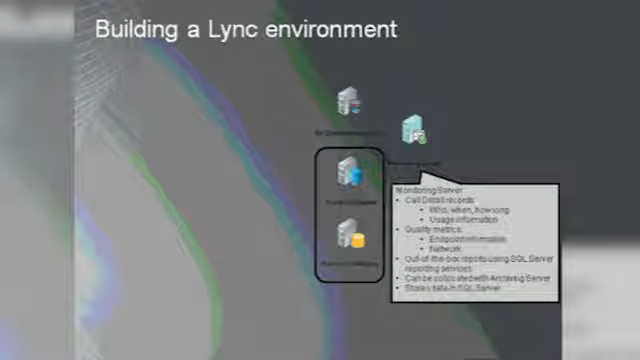 Building a Lync environment
Monitoring Server
• Call Detail records
• Who, when, how long
• Usage information
• Quality metrics
• Endpoint information
• Network
• Out-of-the box reports using SQL Server
reporting services
• Can be collocated with Archiving Server
• Stores data in SQL Server